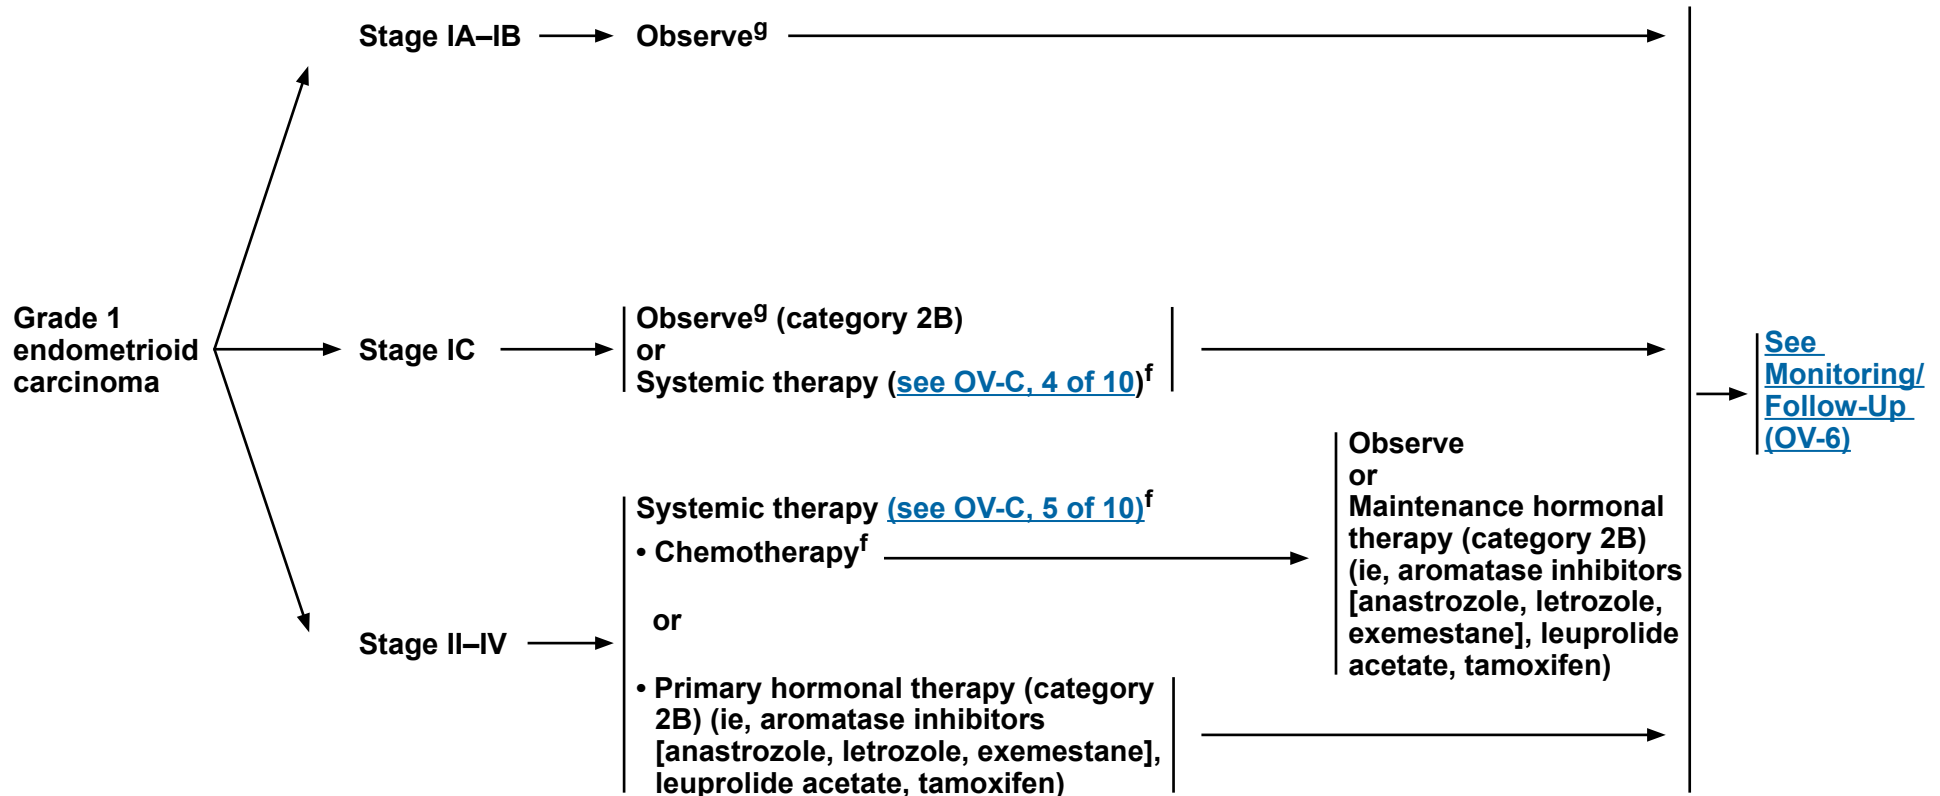 Stage IA–IB
Observeg
Grade 1
endometrioid
carcinoma
Stage IC
Observeg (category 2B)
or
Systemic therapy (see OV-C, 4 of 10)f
Stage II–IV
Systemic therapy (see OV-C, 5 of 10)f
• Chemotherapyf
or
• Primary hormonal therapy (category
2B) (ie, aromatase inhibitors
[anastrozole, letrozole, exemestane],
leuprolide acetate, tamoxifen)
Observe
or
Maintenance hormonal
therapy (category 2B)
(ie, aromatase inhibitors
[anastrozole, letrozole,
exemestane], leuprolide
acetate, tamoxifen)
See
Monitoring/
Follow-Up
(OV-6)